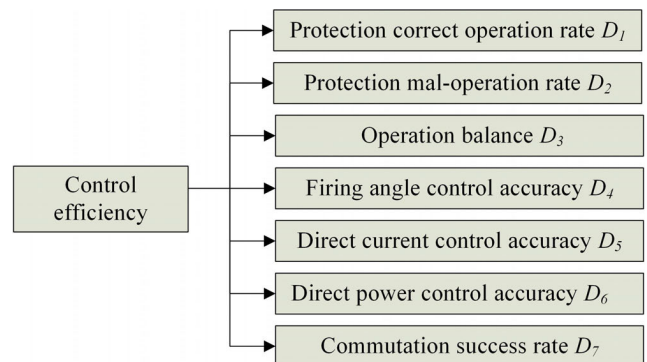 Protection correct operation rate D1
Protection mal-operation rate D2
Operation balance D3
Control
efficiency
Firing angle control accuracy D4
Direct current control accuracy D5
Direct power control accuracy D6
Commutation success rate D7